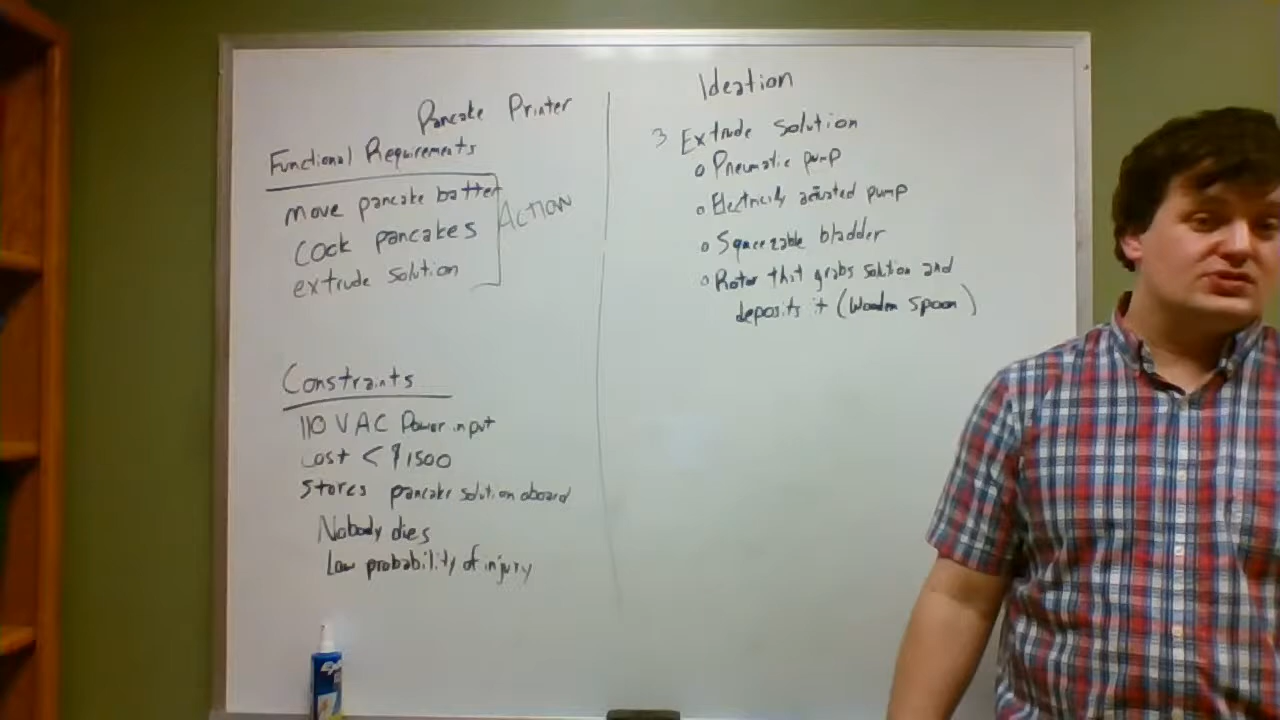 Pancake Printer
Functional Requirements
move pancake batter
cook pancakes
extrude solution
ACTION
Constraints
110 VAC Power input
Cost < $1500
Stores pancake solution aboard
Nobody dies
Low probability of injury
Ideation
3 Extrude solution
o Pneumatic pump
o Electricily actuated pump
o Squeezable bladder
o Rotor that grabs solution and
deposits it (Wooden spoon)